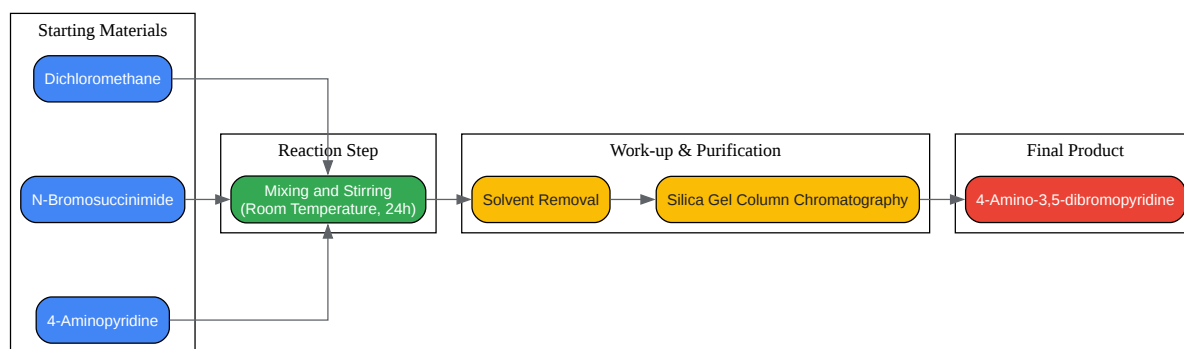 Starting Materials
Dichloromethane
N-Bromosuccinimide
4-Aminopyridine
Reaction Step
Mixing and Stirring
(Room Temperature, 24h)
Work-up & Purification
Solvent Removal
Silica Gel Column Chromatography
Final Product
4-Amino-3,5-dibromopyridine